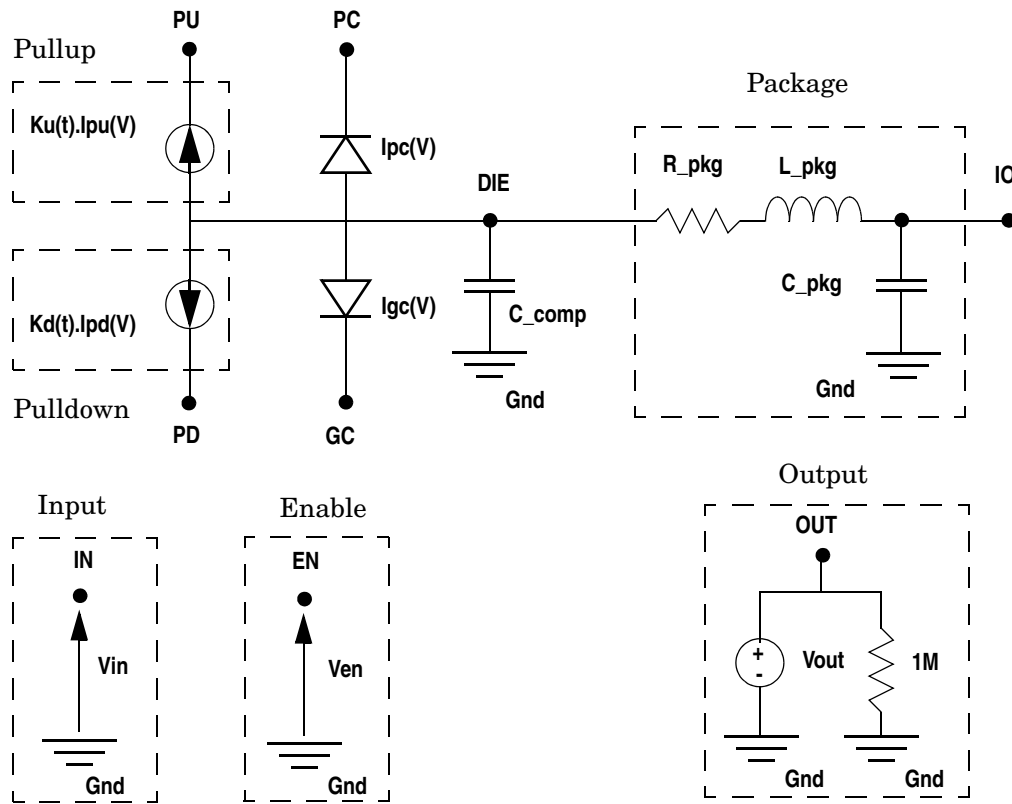 PU
PC
Pullup
Package
Ku(t).Ipu(V)
Ipc(V)
R_pkg
L_pkg
DIE
IO
C_pkg
Kd(t).Ipd(V)
Igc(V)
C_comp
Gnd
Gnd
Pulldown
PD
GC
Output
Input
Enable
OUT
IN
EN
Vin
Ven
+
-
Vout
1M
Gnd
Gnd
Gnd
Gnd